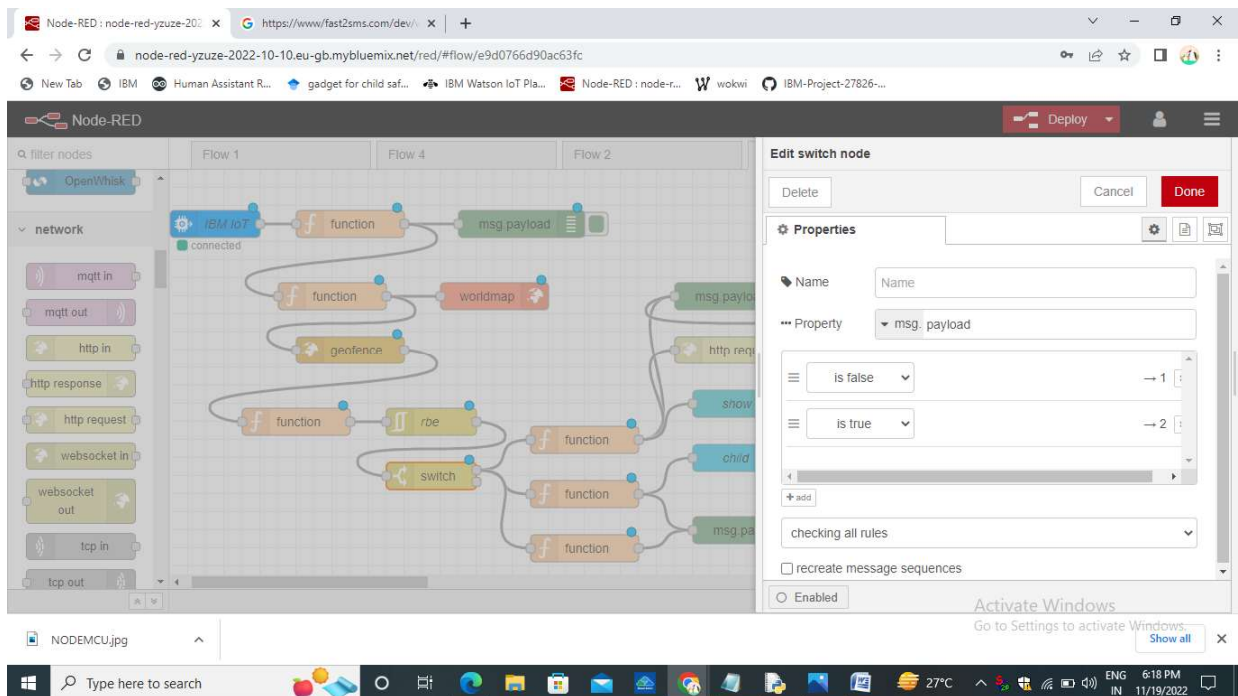 Node-RED : node-red-yzuze-202
https://www/fast2sms.com/dev/
node-red-yzuze-2022-10-10.eu-gb.mybluemix.net/red/#flow/e9d0766d90ac63fc
New Tab IBM Human Assistant R... gadget for child saf... IBM Watson IoT Pla... Node-RED : node-r... wokwi IBM-Project-27826-...
Node-RED Deploy
filter nodes
Flow 1 Flow 4 Flow 2
OpenWhisk
network
mqtt in
mqtt out
http in
http response
http request
websocket in
websocket
out
tcp in
tcp out
IBM IoT function msg.payload
connected
function worldmap msg.paylo
geofence http requ
function rbe show
function
switch child
function
function msg.pa
Edit switch node
Delete Cancel Done
Properties
Name Name
Property msg. payload
is false → 1
is true → 2
add
checking all rules
recreate message sequences
Enabled
Activate Windows
Go to Settings to activate Windows.
NODEMCU.jpg Show all
Type here to search 27°C ENG 6:18 PM
IN 11/19/2022